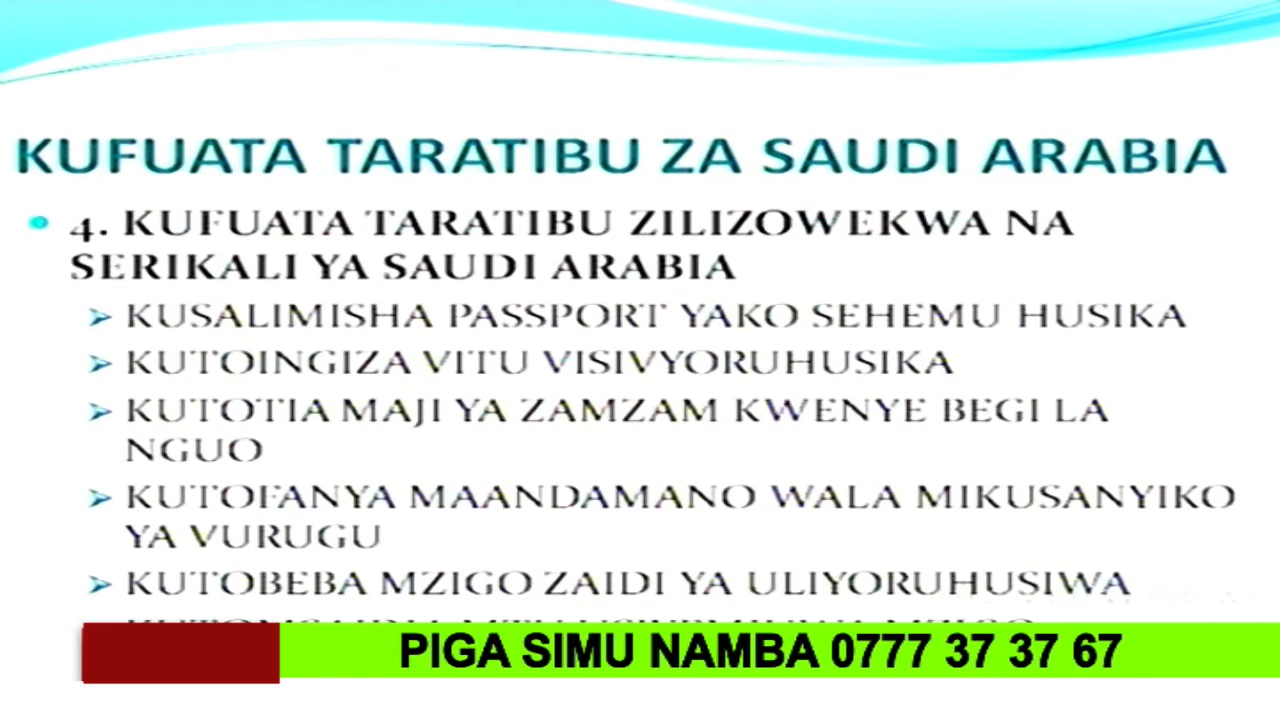 KUFUATA TARATIBU ZA SAUDI ARABIA
4. KUFUATA TARATIBU ZILIZOWEKWA NA
SERIKALI YA SAUDI ARABIA
KUSALIMISHA PASSPORT YAKO SEHEMU HUSIKA
KUTOINGIZA VITU VISIVYORUHUSIKA
KUTOTIA MAJI YA ZAMZAM KWENYE BEGI LA
NGUO
KUTOFANYA MAANDAMANO WALA MIKUSANYIKO
YA VURUGU
KUTOBEBA MZIGO ZAIDI YA ULIYORUHUSIWA
PIGA SIMU NAMBA 0777 37 37 67